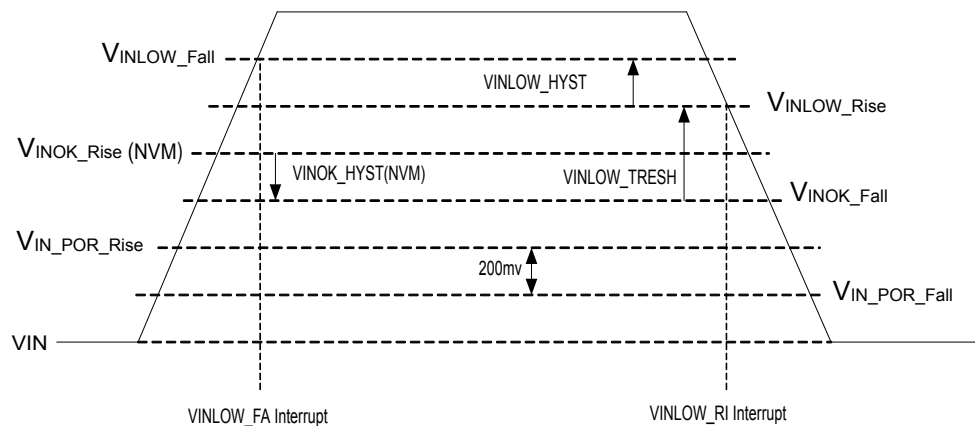 VINLOW_Fall
VINLOW_HYST
VINLOW_Rise
VINOK_Rise (NVM)
VINOK_HYST(NVM)
VINLOW_TRESH
VINOK_Fall
VIN_POR_Rise
200mv
VIN_POR_Fall
VIN
VINLOW_FA Interrupt
VINLOW_RI Interrupt